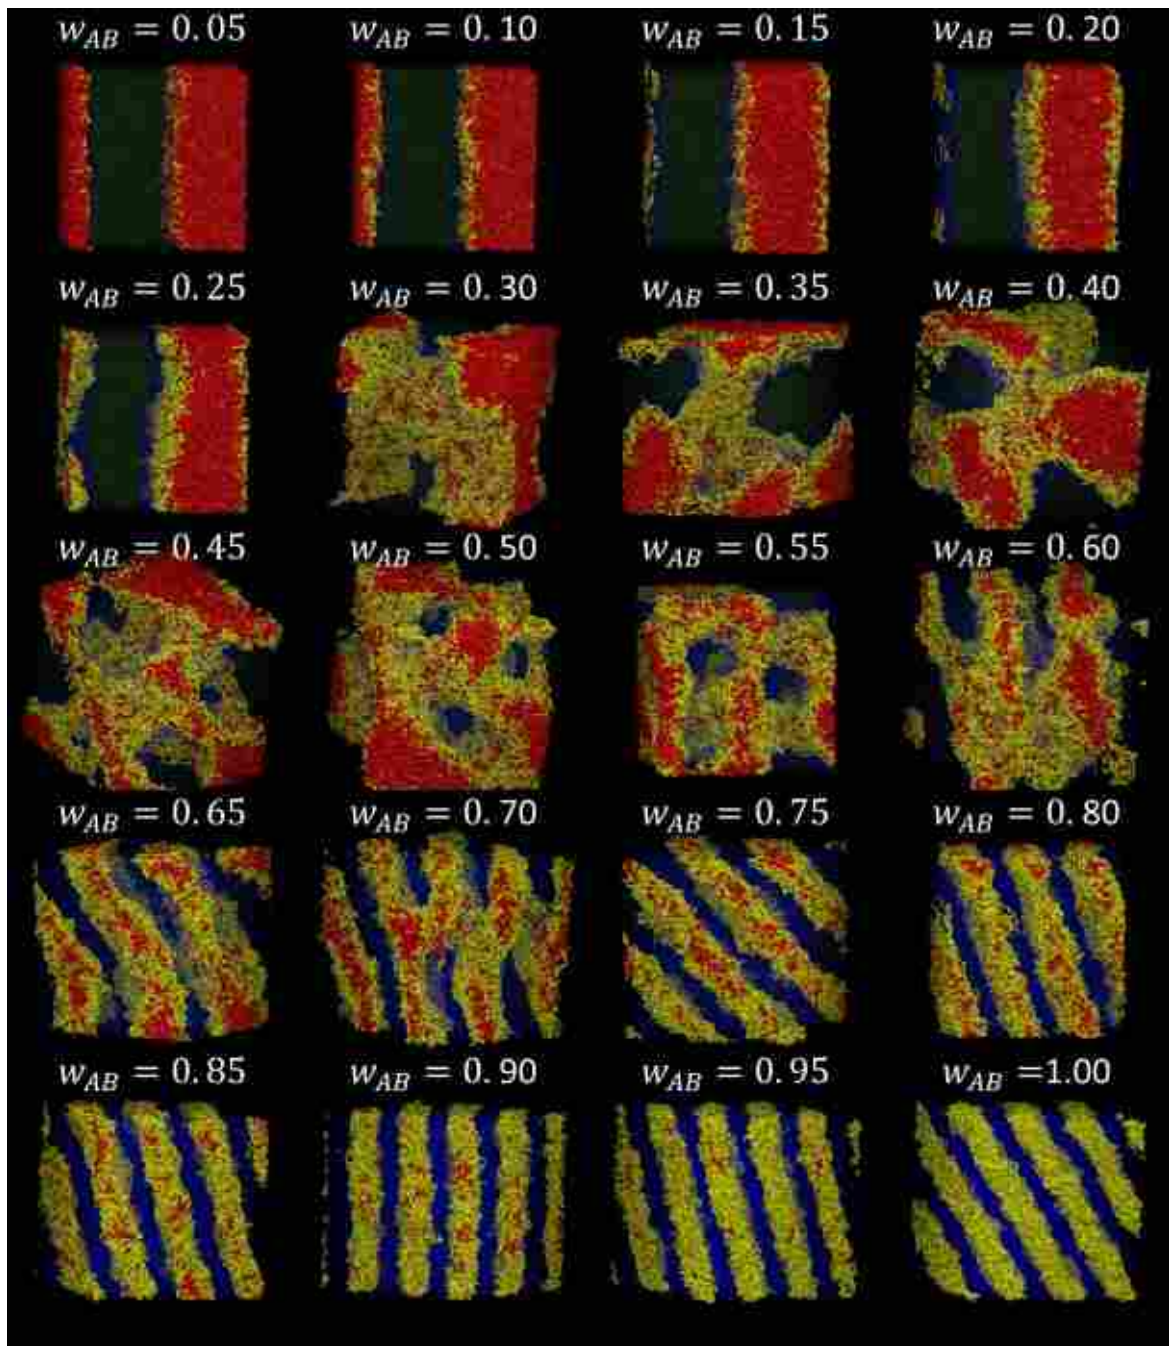 w_AB = 0.05 w_AB = 0.10 w_AB = 0.15 w_AB = 0.20
w_AB = 0.25 w_AB = 0.30 w_AB = 0.35 w_AB = 0.40
w_AB = 0.45 w_AB = 0.50 w_AB = 0.55 w_AB = 0.60
w_AB = 0.65 w_AB = 0.70 w_AB = 0.75 w_AB = 0.80
w_AB = 0.85 w_AB = 0.90 w_AB = 0.95 w_AB =1.00